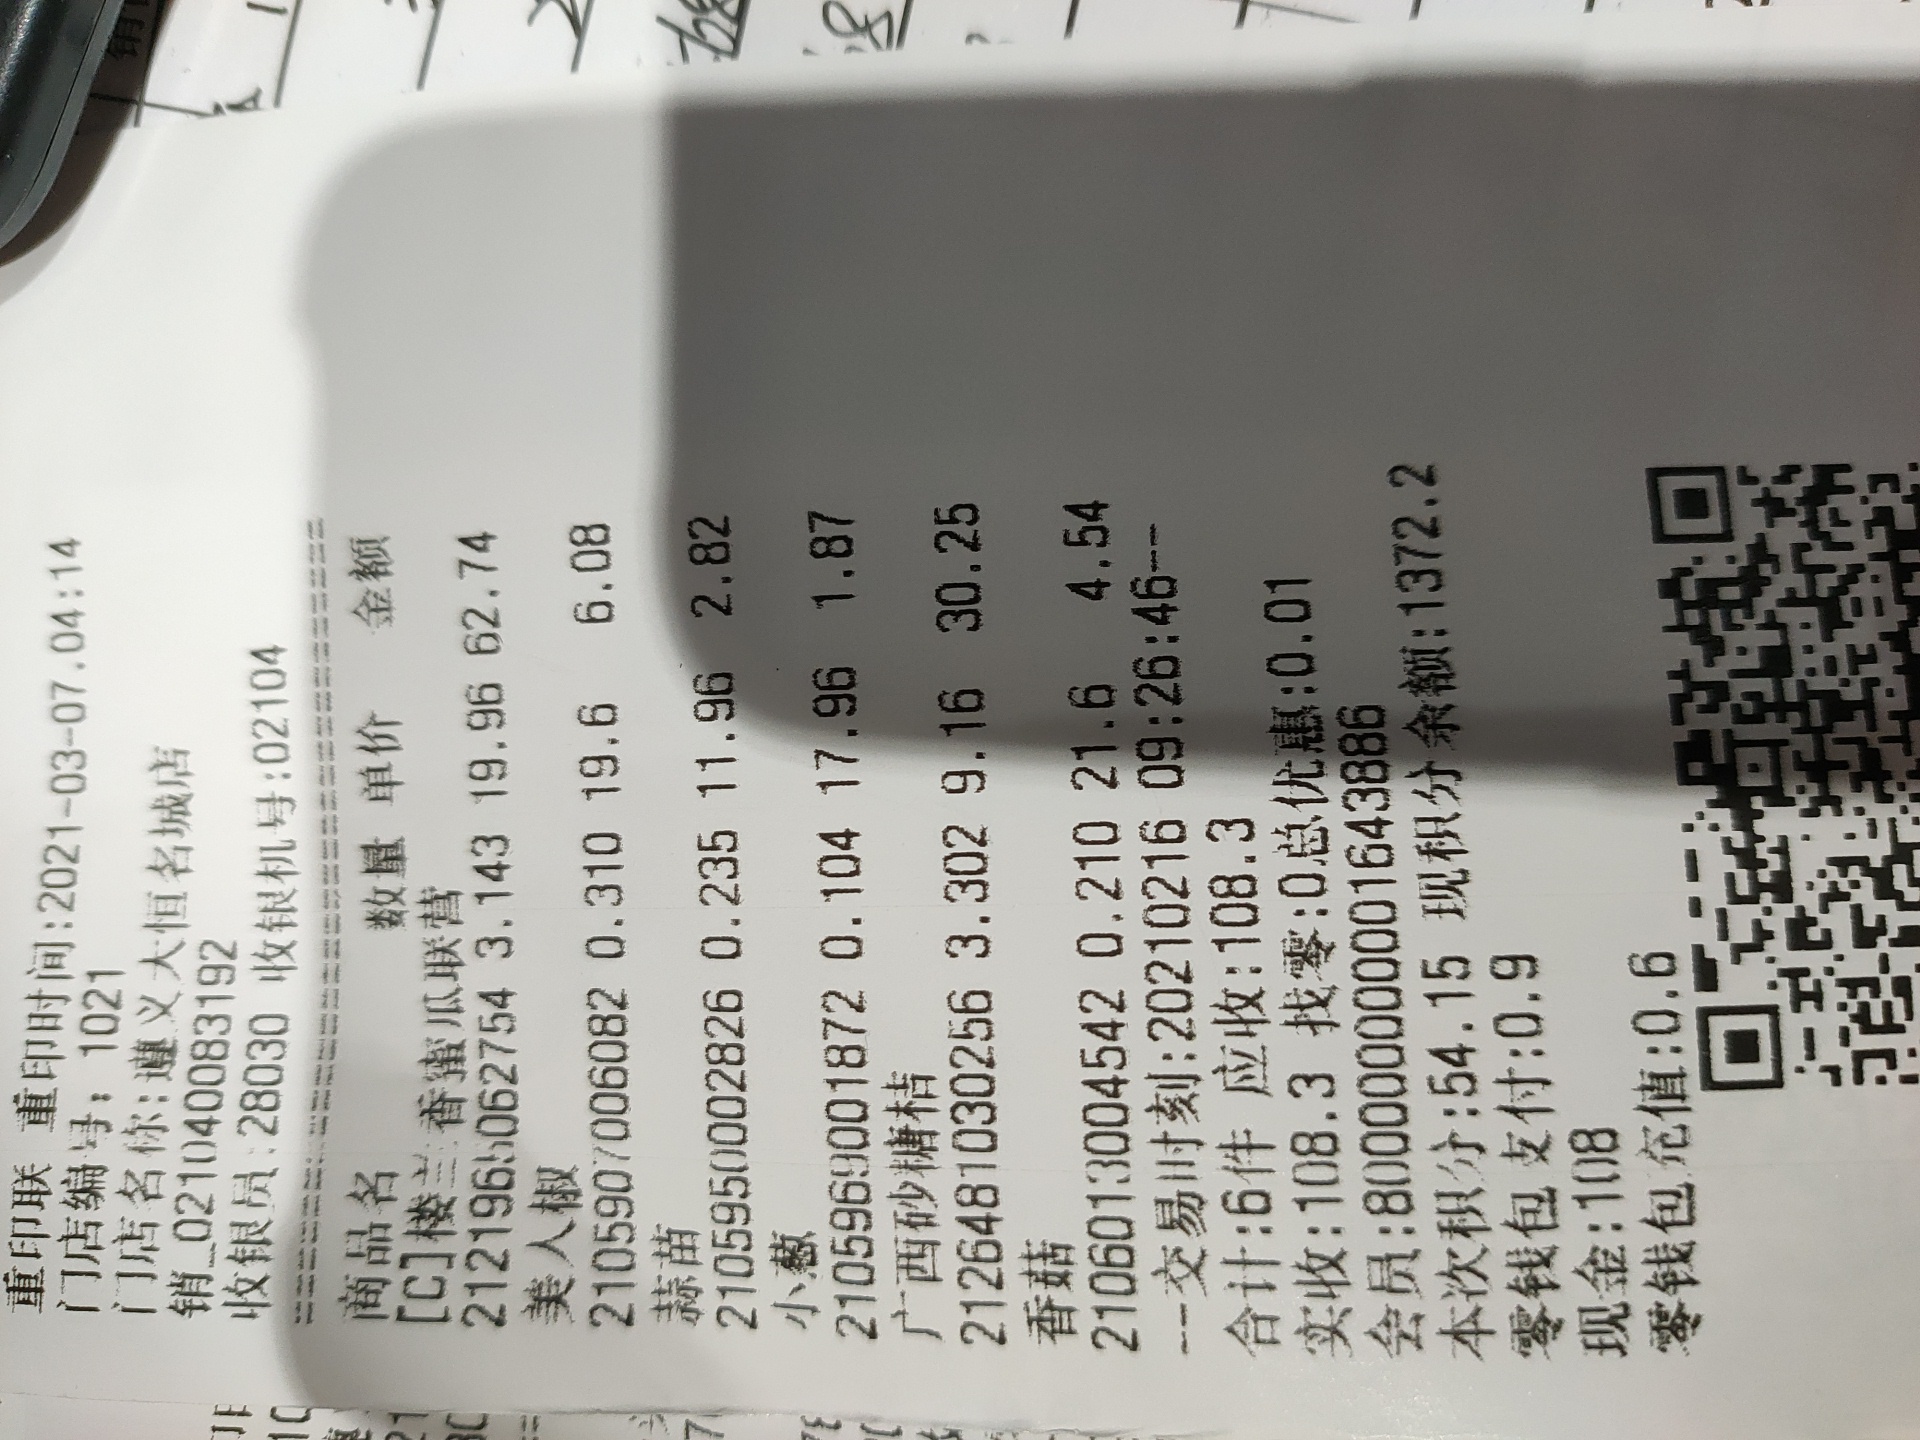 重印联 重印时间:2021-03-07.04:14
门店编号: 1021
门店名称:遵义大恒名城店
销_021040083192
收银员:28030 收银机号:02104
商品名 数量 单价 金额
[C]楼兰香蜜瓜联营
2121965062754 3.143 19.96 62.74
美人椒
2105907006082 0.310 19.6 6.08
蒜苗
2105950002826 0.235 11.96 2.82
小葱
2105969001872 0.104 17.96 1.87
广西砂糖桔
2126481030256 3.302 9.16 30.25
香菇
2106013004542 0.210 21.6 4.54
--交易时刻:20210216 09:26:46--
合计:6件 应收:108.3
实收:108.3 找零:0总优惠:0.01
会员:8000000001643886
本次积分:54.15 现积分余额:1372.2
零钱包支付:0.9
现金:108
零钱包充值:0.6